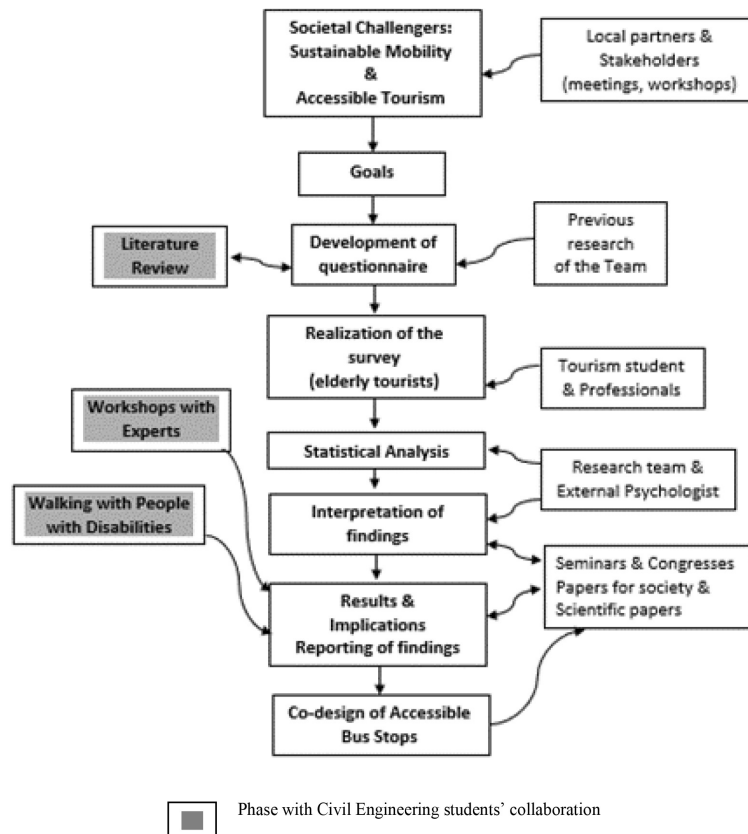 Societal Challengers:
Sustainable Mobility
&
Accessible Tourism
Local partners &
Stakeholders
(meetings, workshops)
Goals
Literature
Review
Development of
questionnaire
Previous
research
of the Team
Realization of the
survey
(elderly tourists)
Tourism student
& Professionals
Workshops with
Experts
Statistical Analysis
Research team &
External Psychologist
Walking with People
with Disabilities
Interpretation of
findings
Seminars & Congresses
Papers for society &
Scientific papers
Results &
Implications
Reporting of findings
Co-design of Accessible
Bus Stops
Phase with Civil Engineering students’ collaboration